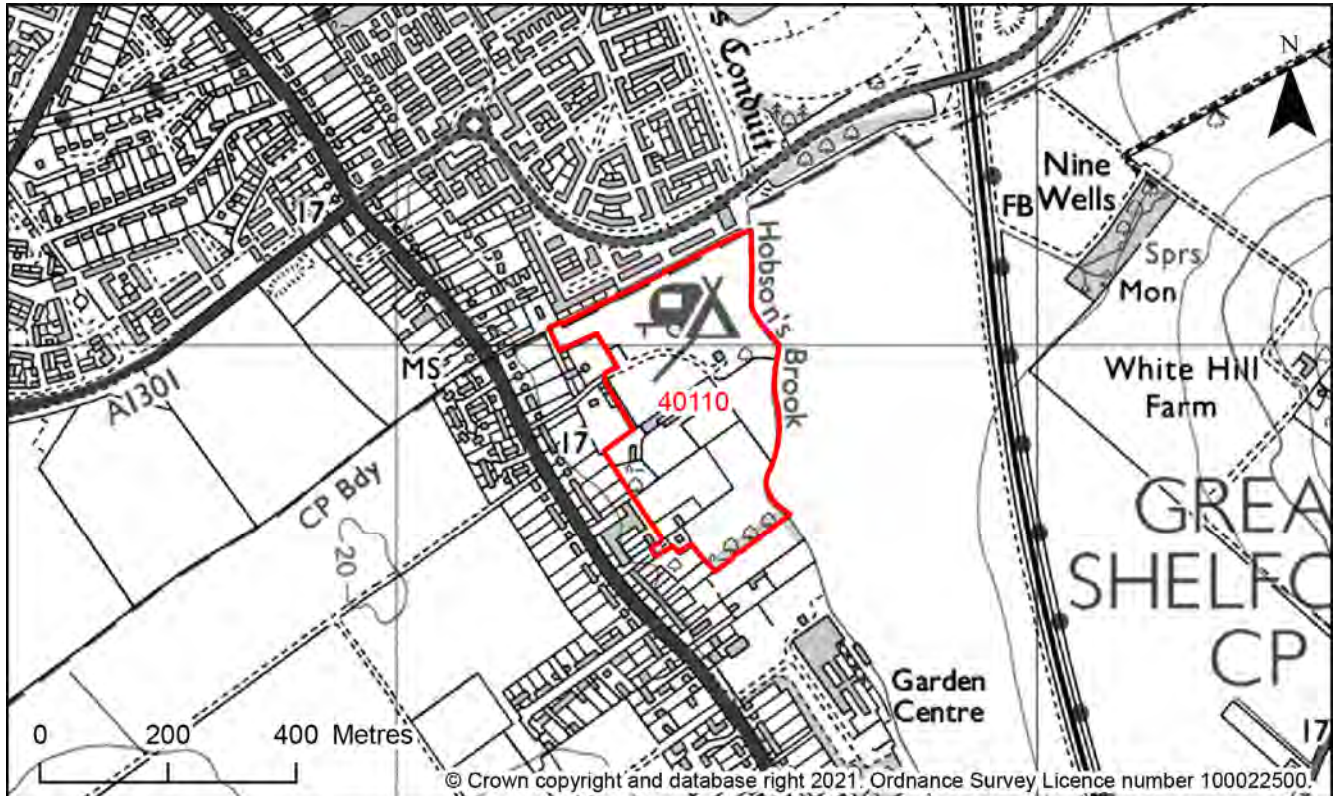 s Conduit
N
Nine
Wells
FB
17
Sprs
Mon
Hobson's Brook
MS
A1301
White Hill
Farm
40110
17
CP Bdy
20
GREA
SHELFO
CP
Garden
Centre
17
0 200 400 Metres
© Crown copyright and database right 2021. Ordnance Survey Licence number 100022500.